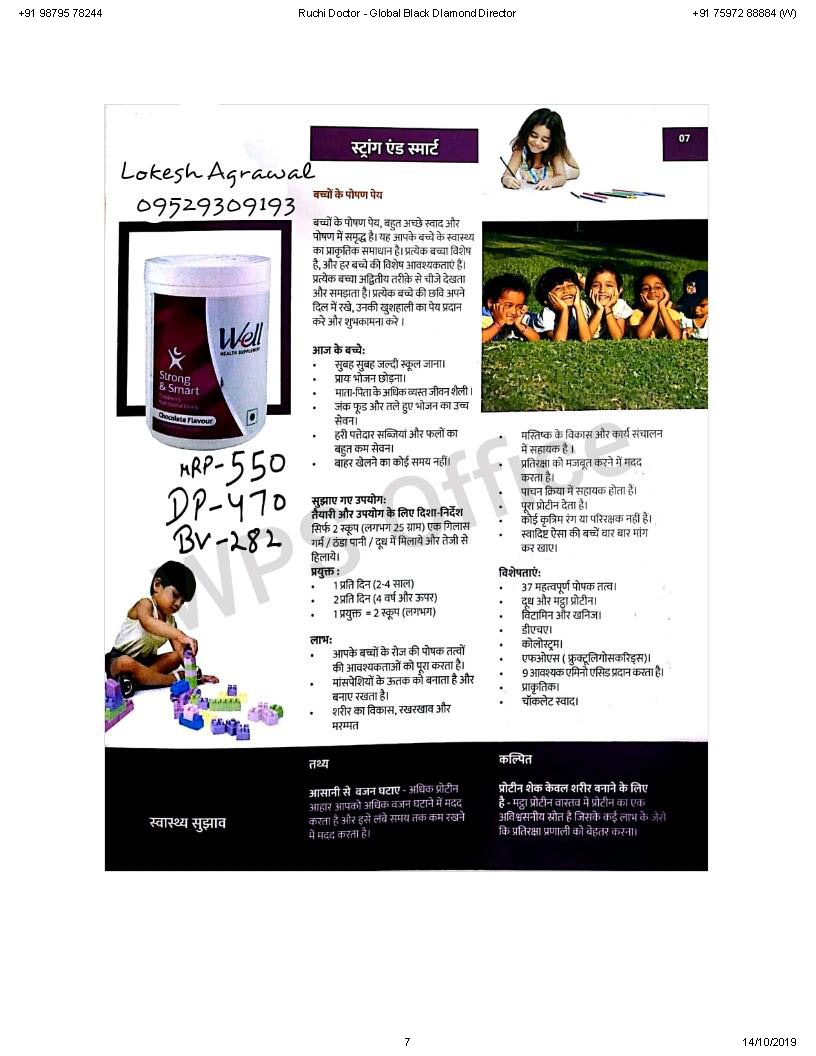 +91 98795 78244
Ruchi Doctor - Global Black DIamond Director
+91 75972 88884 (W)
स्ट्रांग एंड स्मार्ट
07
Lokesh Agrawal
09529309193
Well
HEALTH SUPPLEMENT
Strong
& Smart
Children's
Nutritional Drink
Chocolate Flavour
MRP-550
DP-470
BV-282
बच्चों के पोषण पेय
बच्चों के पोषण पेय, बहुत अच्छे स्वाद और
पोषण में समृद्ध है। यह आपके बच्चे के स्वास्थ्य
का प्राकृतिक समाधान है। प्रत्येक बच्चा विशेष
है, और हर बच्चे की विशेष आवश्यकताएं हैं।
प्रत्येक बच्चा अद्वितीय तरीक़े से चीजे देखता
और समझता है। प्रत्येक बच्चे की छवि अपने
दिल में रखे, उनकी खुशहाली का पेय प्रदान
करे और शुभकामना करे ।
आज के बच्चे:
• सुबह सुबह जल्दी स्कूल जाना।
• प्रायः भोजन छोड़ना।
• माता-पिता के अधिक व्यस्त जीवन शैली ।
• जंक फूड और तले हुए भोजन का उच्च
सेवन।
• हरी पत्तेदार सब्जियां और फलों का
बहुत कम सेवन।
• बाहर खेलने का कोई समय नहीं।
सुझाए गए उपयोग:
तैयारी और उपयोग के लिए दिशा-निर्देश
सिर्फ 2 स्कूप (लगभग 25 ग्राम) एक गिलास
गर्म / ठंडा पानी / दूध में मिलाये और तेजी से
हिलाये।
प्रयुक्त :
• 1 प्रति दिन (2-4 साल)
• 2 प्रति दिन (4 वर्ष और ऊपर)
• 1 प्रयुक्त = 2 स्कूप (लगभग)
लाभ:
• आपके बच्चों के रोज की पोषक तत्वों
की आवश्यकताओं को पूरा करता है।
• मांसपेशियों के ऊतक को बनाता है और
बनाए रखता है।
• शरीर का विकास, रखरखाव और
मरम्मत
• मस्तिष्क के विकास और कार्य संचालन
में सहायक है ।
• प्रतिरक्षा को मजबूत करने में मदद
करता है।
• पाचन क्रिया में सहायक होता हैं।
• पूरा प्रोटीन देता है।
• कोई कृत्रिम रंग या परिरक्षक नहीं हैं।
• स्वादिष्ट ऐसा की बच्चें बार बार मांग
कर खाए।
विशेषताएं:
• 37 महत्वपूर्ण पोषक तत्व।
• दूध और मट्ठा प्रोटीन।
• विटामिन और खनिज।
• डीएचए।
• कोलोस्ट्रम।
• एफओएस ( फ्रुक्टूलिगोसकरिड्स)।
• 9 आवश्यक एमिनो एसिड प्रदान करता है।
• प्राकृतिक।
• चॉकलेट स्वाद।
WPS Office
स्वास्थ्य सुझाव
तथ्य
आसानी से वजन घटाए - अधिक प्रोटीन
आहार आपको अधिक वजन घटाने में मदद
करता है और इसे लंबे समय तक कम रखने
में मदद करता है।
कल्पित
प्रोटीन शेक केवल शरीर बनाने के लिए
है - मट्ठा प्रोटीन वास्तव में प्रोटीन का एक
अविश्वसनीय स्रोत है जिसके कई लाभ के जैसे
कि प्रतिरक्षा प्रणाली को बेहतर करना।
7
14/10/2019